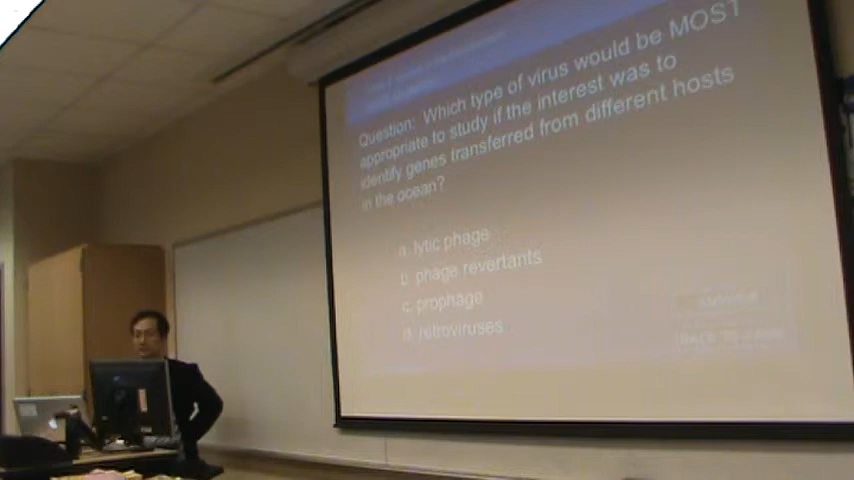 Question: Which type of virus would be MOST
appropriate to study if the interest was to
identify genes transferred from different hosts
in the ocean?
a. lytic phage
b. phage revertants
c. prophage
d. retroviruses